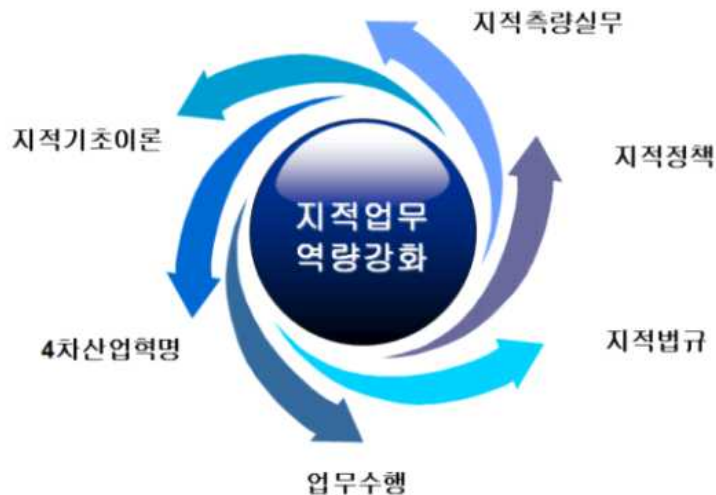 지적측량실무
지적기초이론
지적정책
지적업무
역량강화
4차산업혁명
지적법규
업무수행